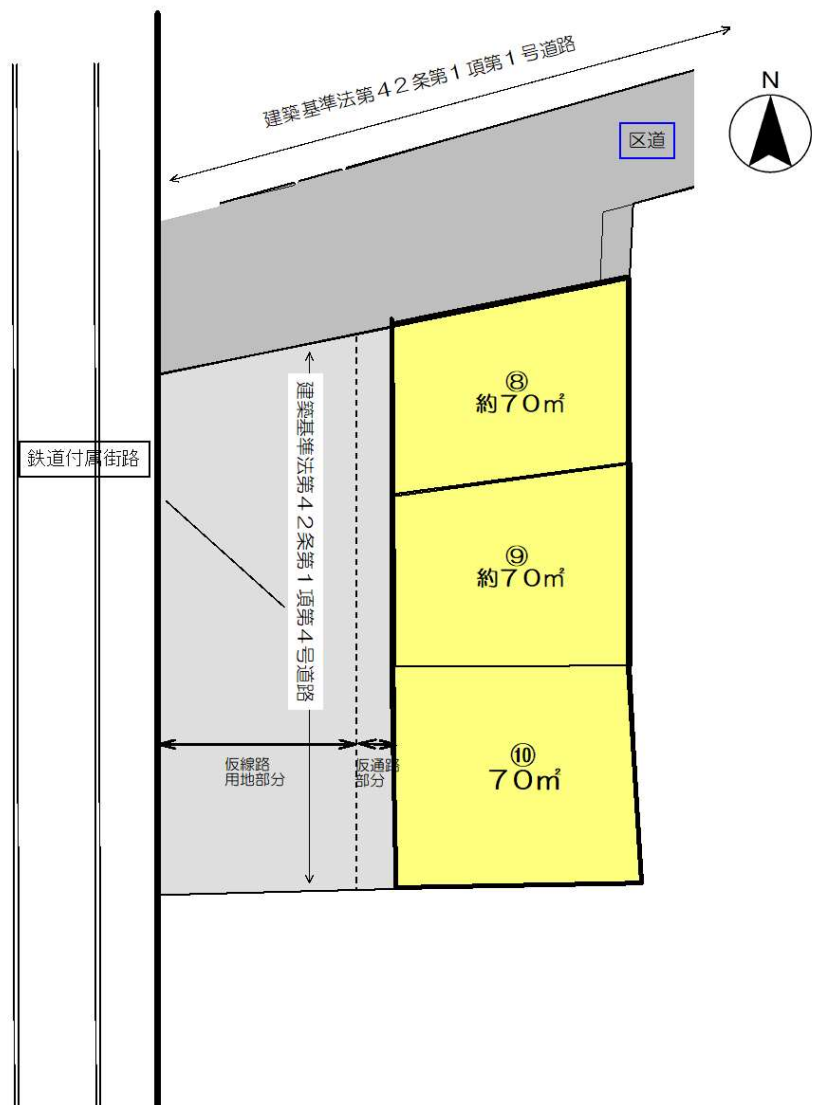 建築基準法第４２条第１項第１号道路
N
区道
⑧
約７０㎡
建築基準法第４２条第１項第４号道路
鉄道付属街路
⑨
約７０㎡
仮線路
用地部分
仮通路
部分
⑩
７０㎡